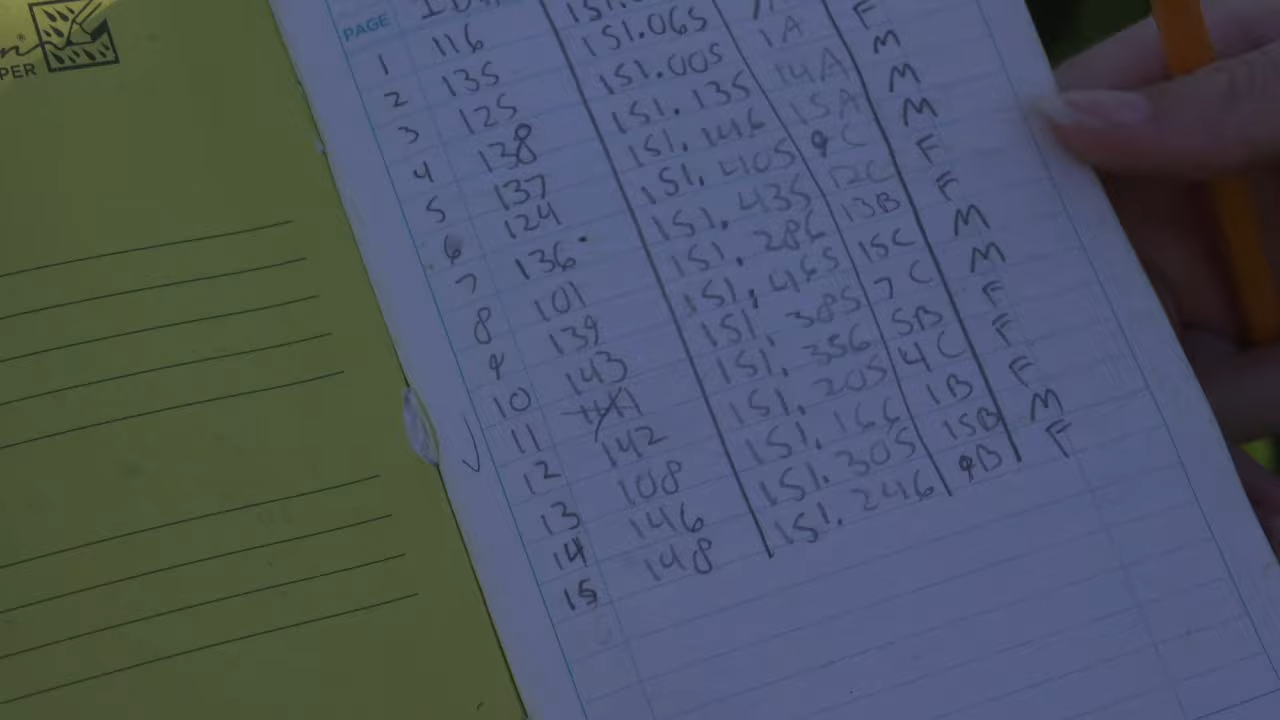 PER
PAGE
1 116
2 135 151.065
3 125 151.005 1A F
4 138 151.135 14A M
5 137 151.146 15A M
6 124 151.405 9C M
7 136 151.435 12C F
8 101 151.286 13B F
9 139 151.465 15C M
10 143 151.385 7C M
11 151.356 5B F
12 142 151.205 4C F
13 108 151.166 1B F
14 146 151.305 15B M
15 148 151.246 9B F